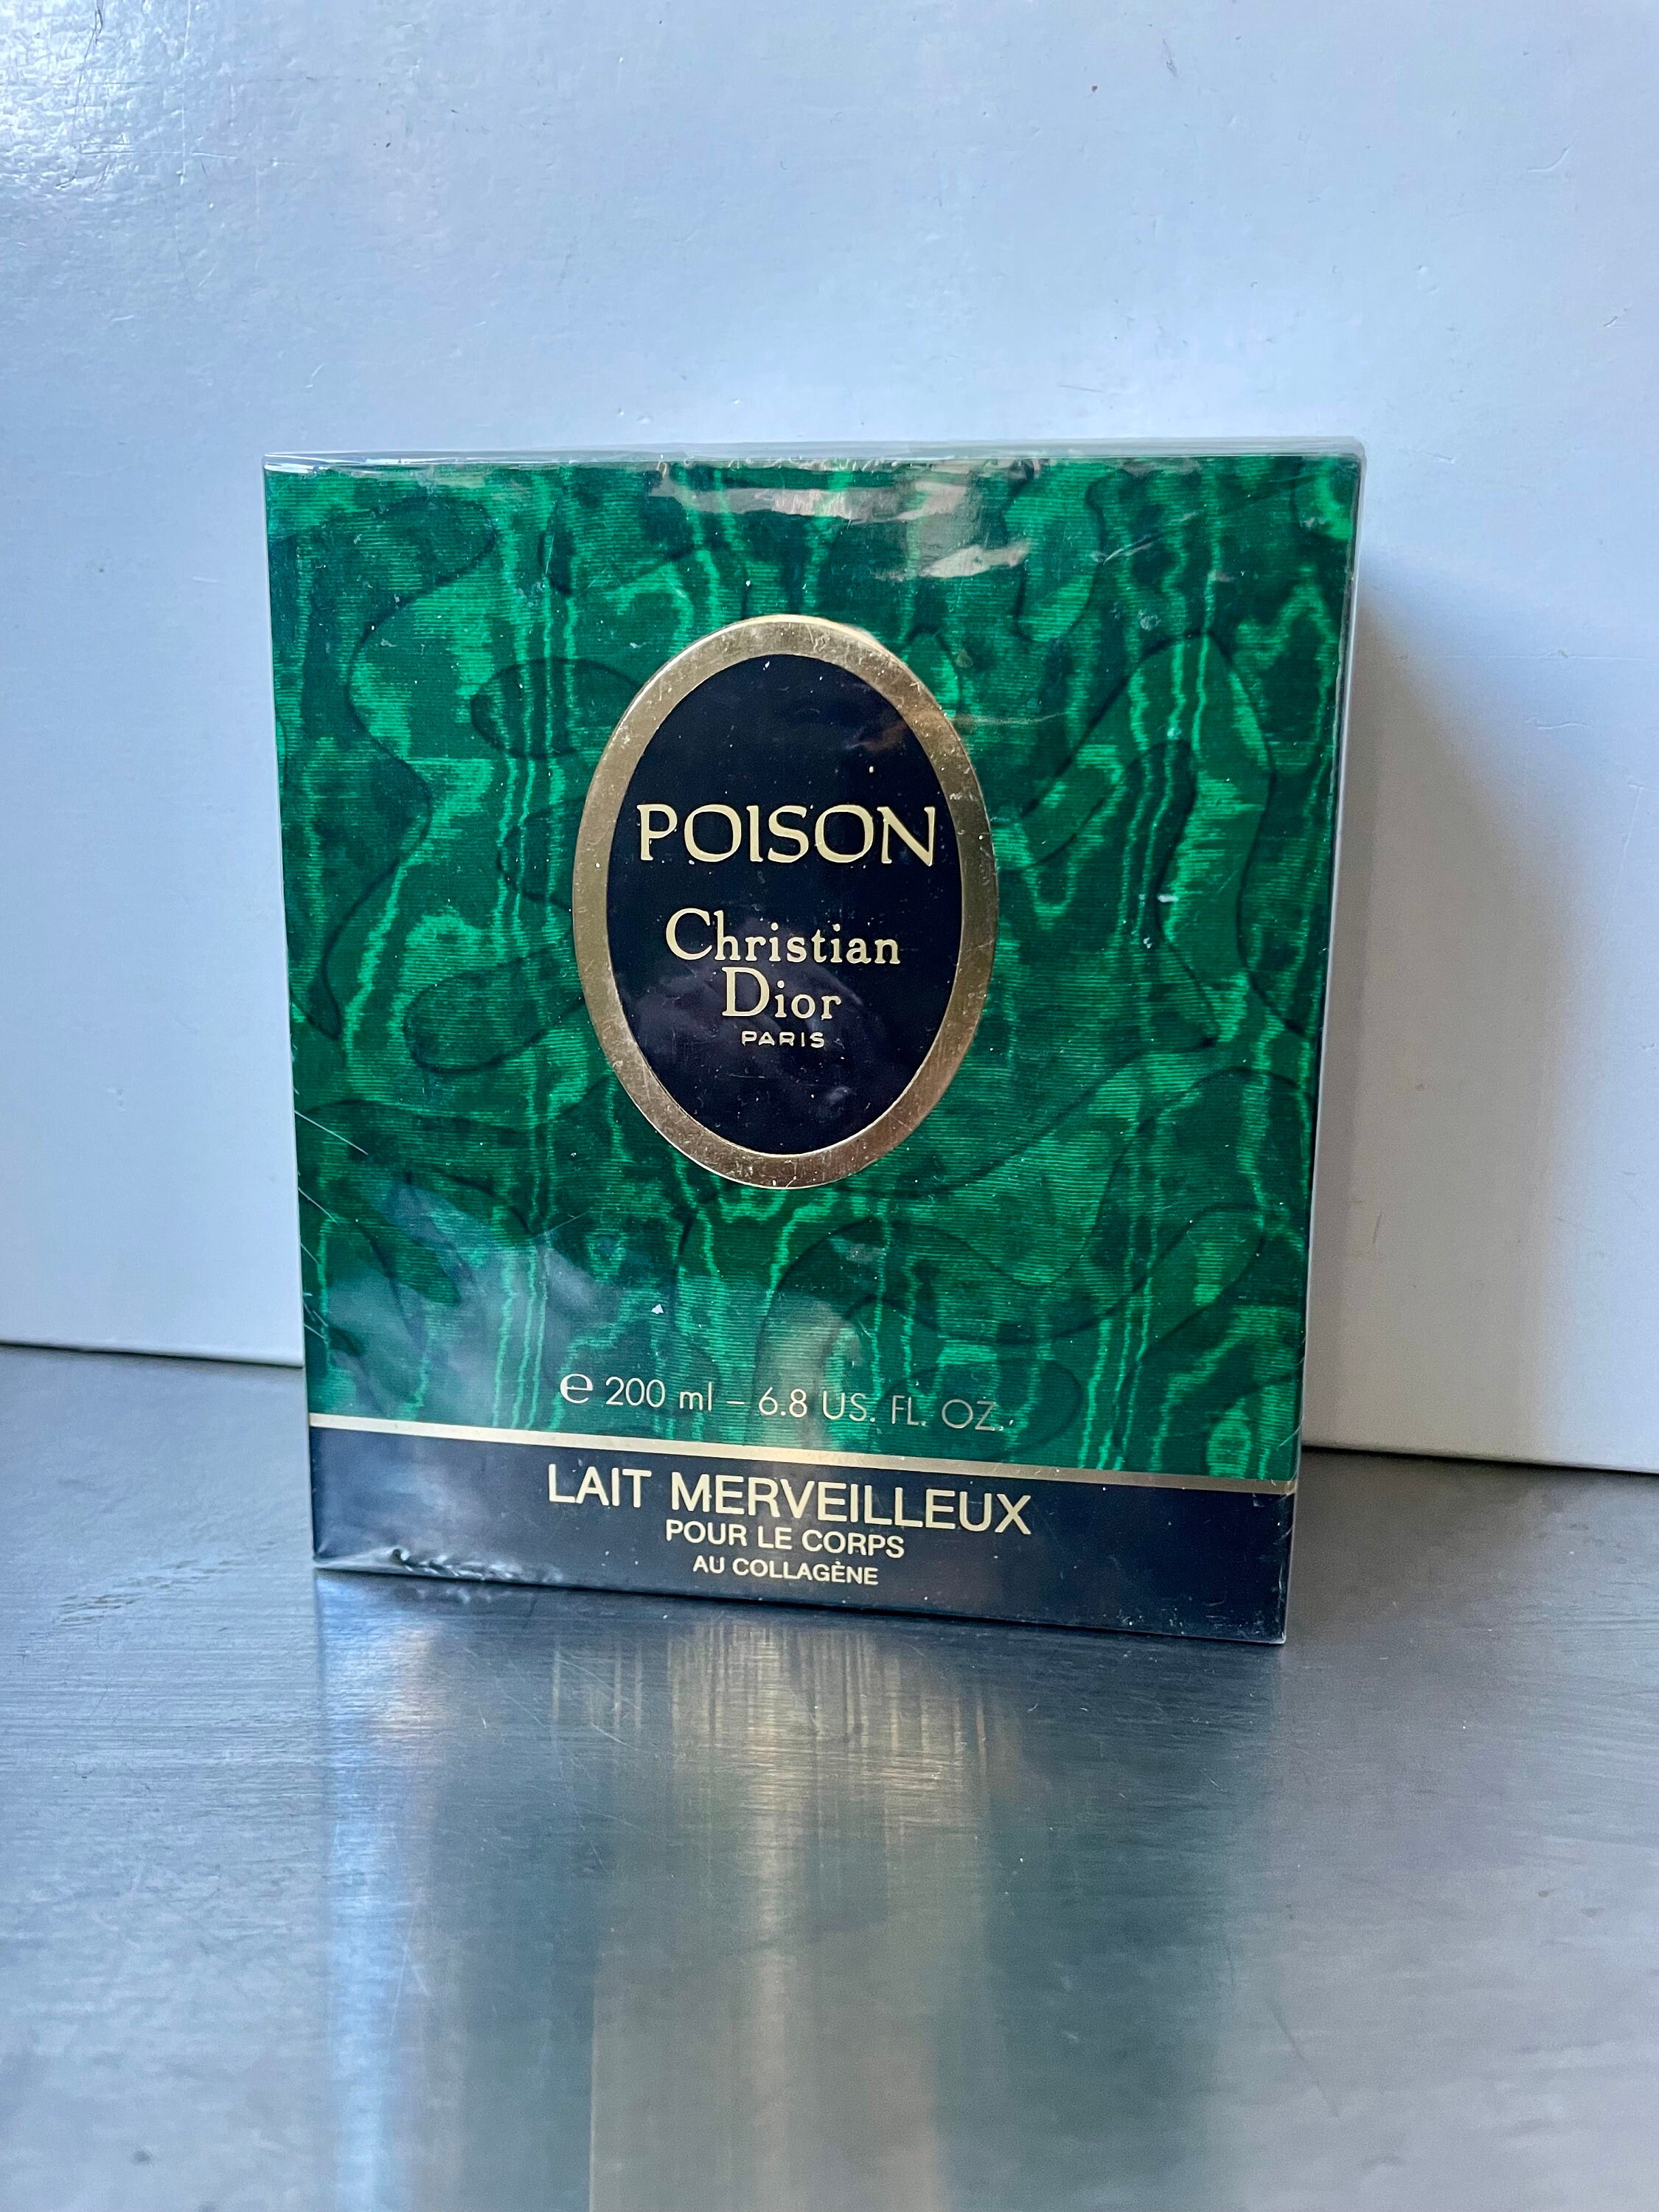 POISON
Christian
Dior
PARIS
℮ 200 ml – 6.8 US. FL. OZ.
LAIT MERVEILLEUX
POUR LE CORPS
AU COLLAGÈNE